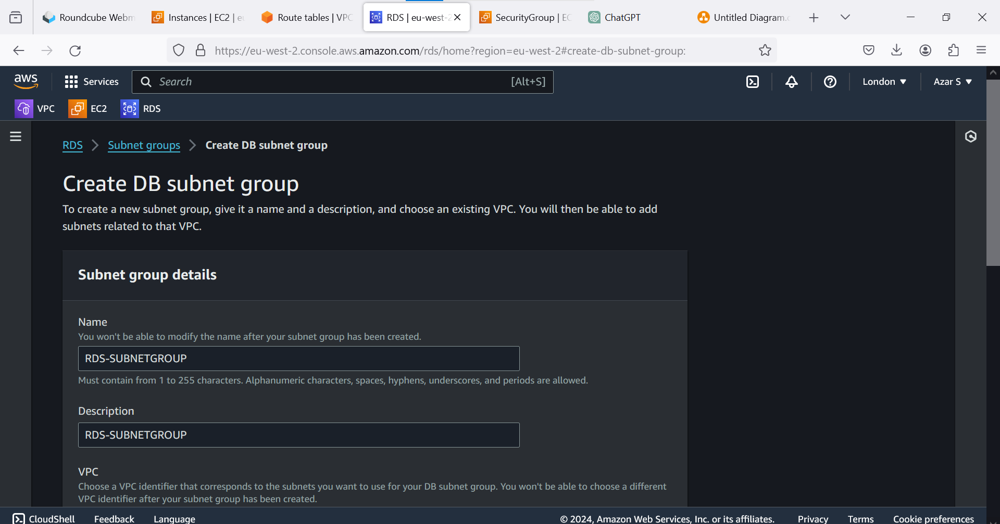 Roundcube Webm
Instances | EC2 | eu
Route tables | VPC
RDS | eu-west-2
SecurityGroup | EC
ChatGPT
Untitled Diagram.
https://eu-west-2.console.aws.amazon.com/rds/home?region=eu-west-2#create-db-subnet-group:
aws
Services
Search
[Alt+S]
London
Azar S
VPC
EC2
RDS
RDS
Subnet groups
Create DB subnet group
Create DB subnet group
To create a new subnet group, give it a name and a description, and choose an existing VPC. You will then be able to add
subnets related to that VPC.
Subnet group details
Name
You won't be able to modify the name after your subnet group has been created.
RDS-SUBNETGROUP
Must contain from 1 to 255 characters. Alphanumeric characters, spaces, hyphens, underscores, and periods are allowed.
Description
RDS-SUBNETGROUP
VPC
Choose a VPC identifier that corresponds to the subnets you want to use for your DB subnet group. You won't be able to choose a different
VPC identifier after your subnet group has been created.
CloudShell
Feedback
Language
© 2024, Amazon Web Services, Inc. or its affiliates.
Privacy
Terms
Cookie preferences